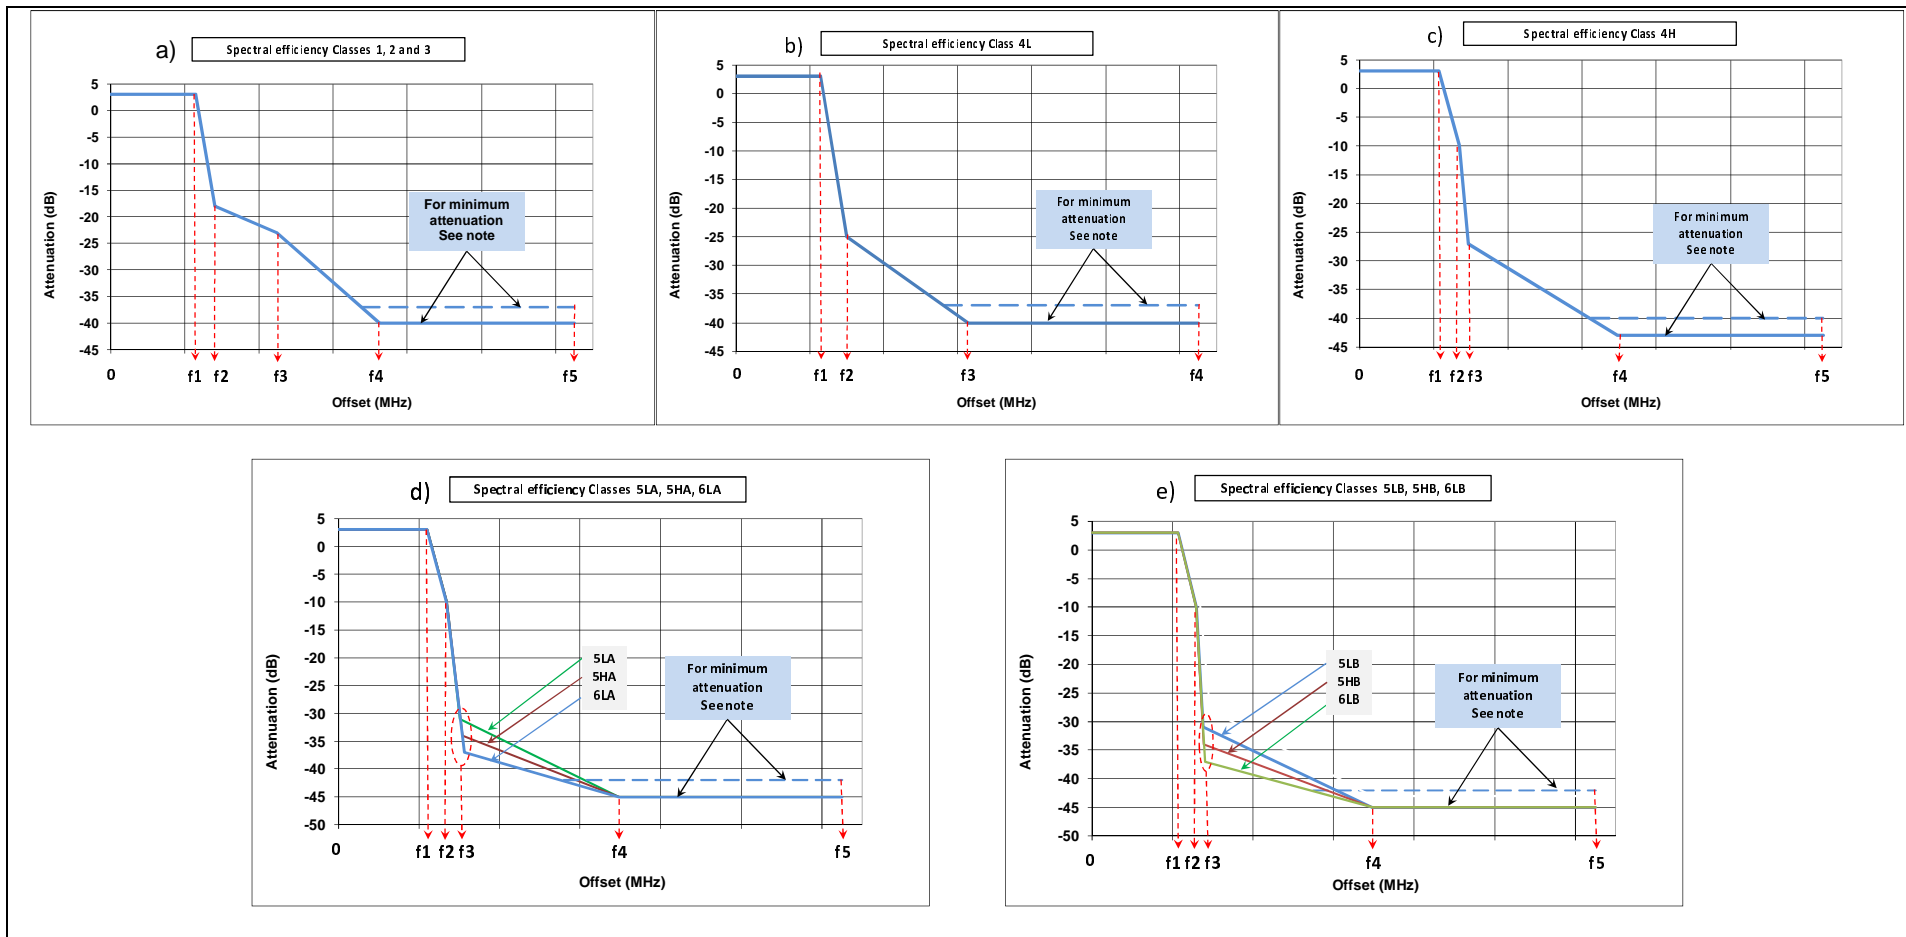 a)
Spectral efficiency Classes 1, 2 and 3
5
0
-5
-10
-15
-20
-25
-30
-35
-40
-45
Attenuation (dB)
For minimum
attenuation
See note
0
f1
f2
f3
f4
f5
Offset (MHz)
b)
Spectral efficiency Class 4L
5
0
-5
-10
-15
-20
-25
-30
-35
-40
-45
Attenuation (dB)
For minimum
attenuation
See note
0
f1
f2
f3
f4
Offset (MHz)
c)
Spectral efficiency Class 4H
5
0
-5
-10
-15
-20
-25
-30
-35
-40
-45
Attenuation (dB)
For minimum
attenuation
See note
0
f1
f2
f3
f4
f5
Offset (MHz)
d)
Spectral efficiency Classes 5LA, 5HA, 6LA
5
0
-5
-10
-15
-20
-25
-30
-35
-40
-45
-50
Attenuation (dB)
5LA
5HA
6LA
For minimum
attenuation
See note
0
f1
f2
f3
f4
f5
Offset (MHz)
e)
Spectral efficiency Classes 5LB, 5HB, 6LB
5
0
-5
-10
-15
-20
-25
-30
-35
-40
-45
-50
Attenuation (dB)
5LB
5HB
6LB
For minimum
attenuation
See note
0
f1
f2
f3
f4
f5
Offset (MHz)